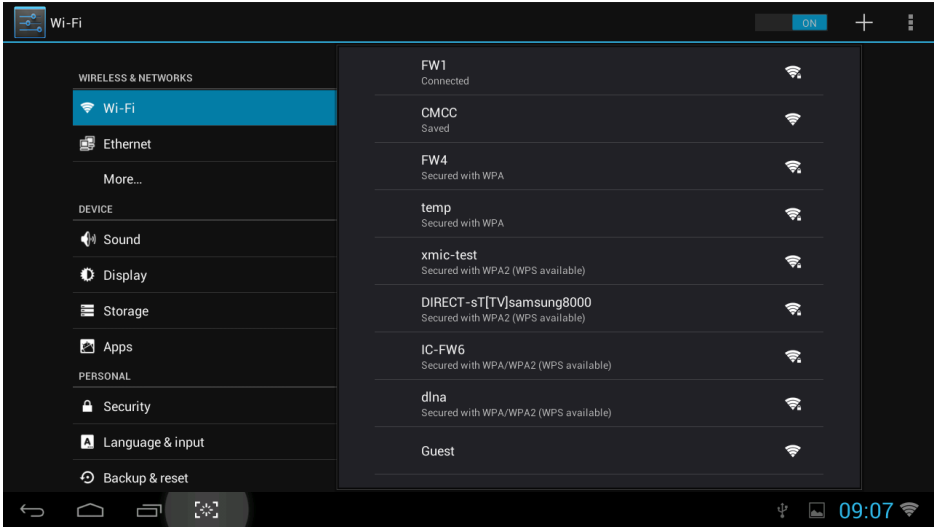 Wi-Fi
ON
WIRELESS & NETWORKS
Wi-Fi
Ethernet
More...
DEVICE
Sound
Display
Storage
Apps
PERSONAL
Security
A
Language & input
Backup & reset
FW1
Connected
CMCC
Saved
FW4
Secured with WPA
temp
Secured with WPA
xmic-test
Secured with WPA2 (WPS available)
DIRECT-sT[TV]samsung8000
Secured with WPA2 (WPS available)
IC-FW6
Secured with WPA/WPA2 (WPS available)
dlna
Secured with WPA/WPA2 (WPS available)
Guest
09:07